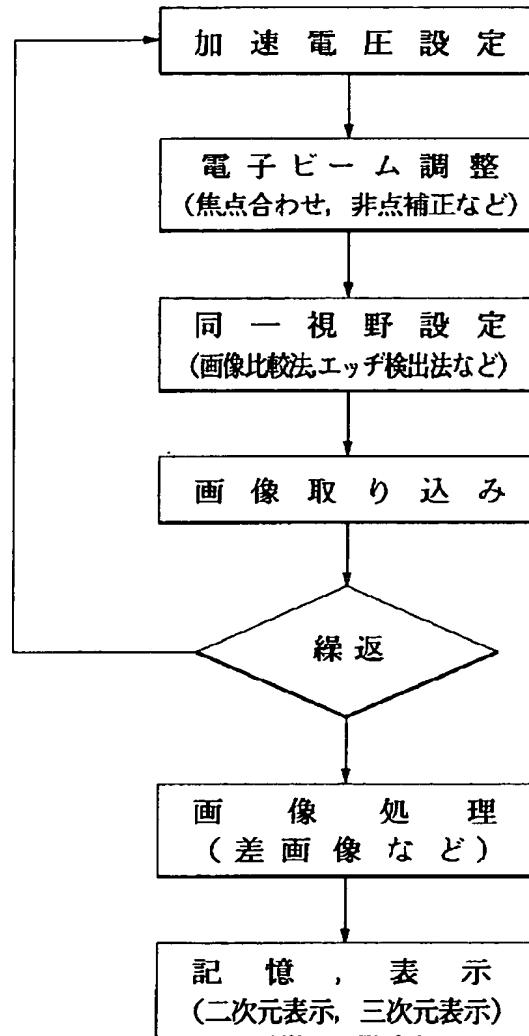 加速電圧設定
電子ビーム調整
(焦点合わせ, 非点補正など)
同一視野設定
(画像比較法,エッヂ検出法など)
画像取り込み
繰返
画像処理
(差画像など)
記憶, 表示
(二次元表示, 三次元表示)